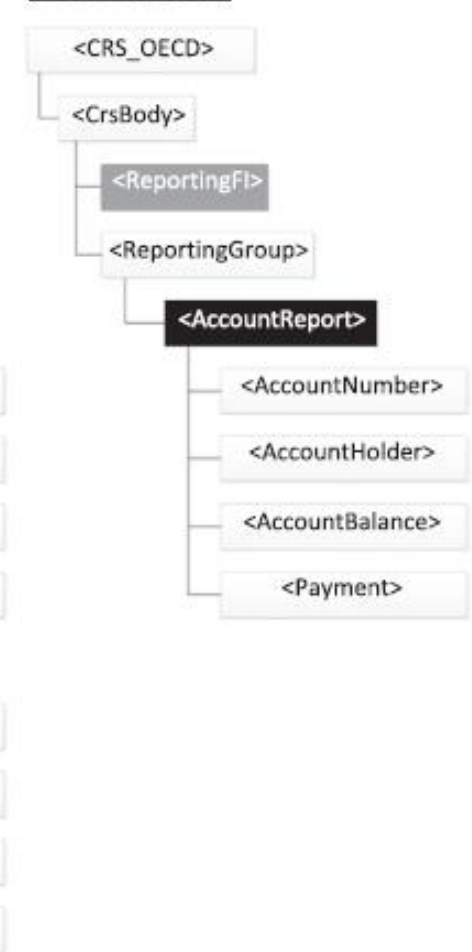 <CRS_OECD>
<CrsBody>
<ReportingFI>
<ReportingGroup>
<AccountReport>
<AccountNumber>
<AccountHolder>
<AccountBalance>
<Payment>